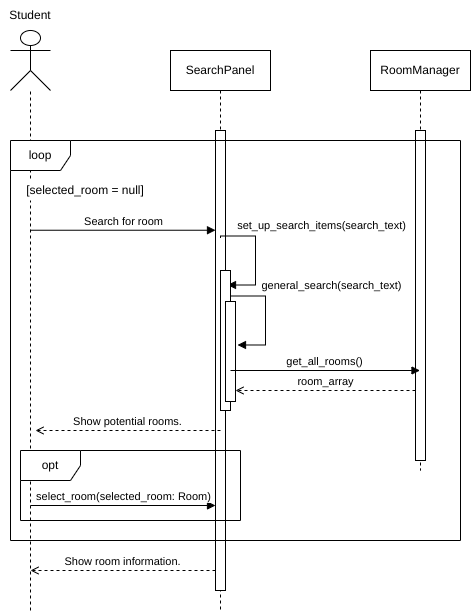 Student
SearchPanel
RoomManager
loop
[selected_room = null]
Search for room
set_up_search_items(search_text)
general_search(search_text)
get_all_rooms()
room_array
Show potential rooms.
opt
select_room(selected_room: Room)
Show room information.